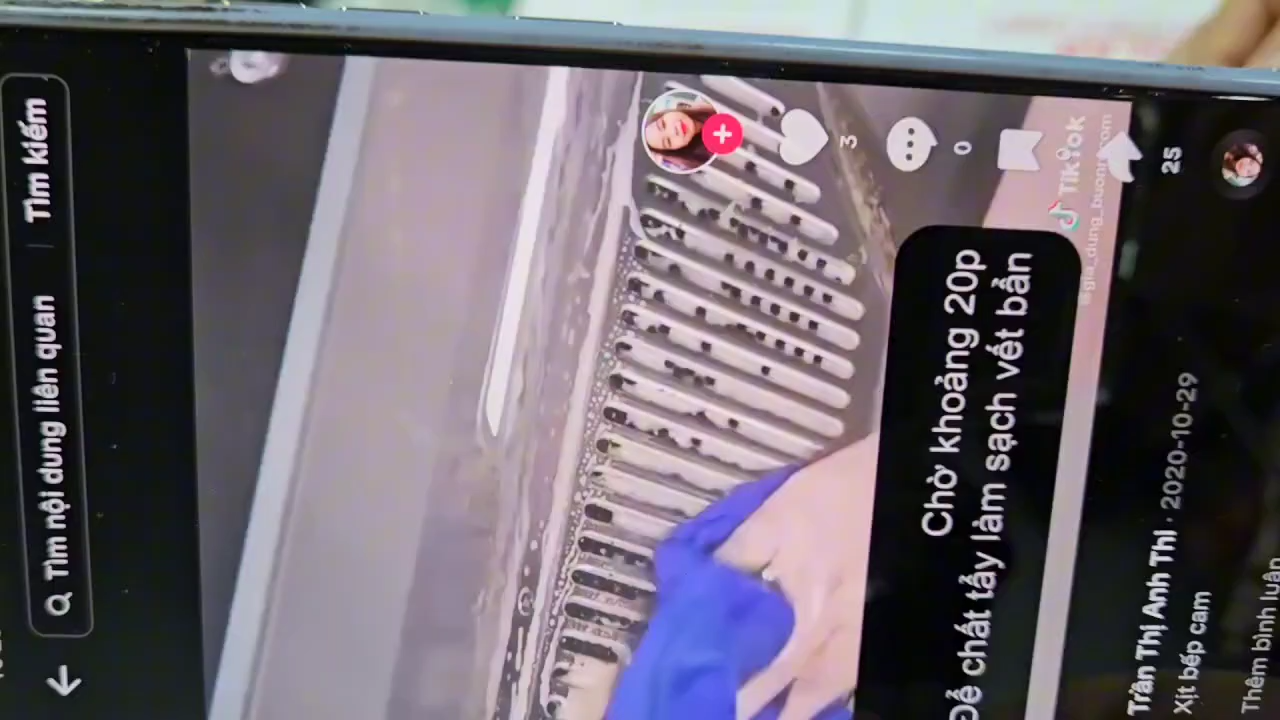 Tìm nội dung liên quan
Tìm kiếm
3
0
25
TikTok
Chờ khoảng 20p
Để chất tẩy làm sạch vết bẩn
Trần Thị Anh Thi · 2020-10-29
Xịt bếp cam
Thêm bình luận